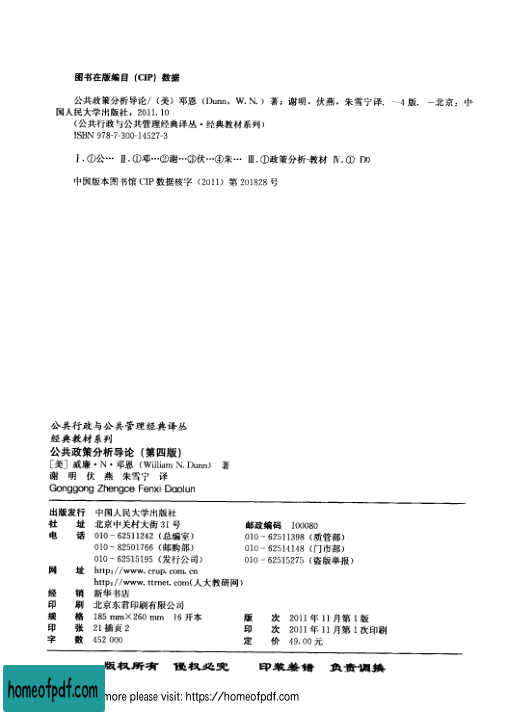 图书在版编目（CIP）数据
公共政策分析导论/（美）邓恩（Dunn，W. N.）著；谢明，伏燕，朱雪宁译. —4版. —北京：中
国人民大学出版社，2011.10
（公共行政与公共管理经典译丛·经典教材系列）
ISBN 978-7-300-14527-3
Ⅰ.①公… Ⅱ.①邓…②谢…③伏…④朱… Ⅲ.①政策分析-教材 Ⅳ.①D0
中国版本图书馆CIP数据核字（2011）第201828号
公共行政与公共管理经典译丛
经典教材系列
公共政策分析导论（第四版）
［美］威廉·N·邓恩（William N. Dunn） 著
谢 明 伏 燕 朱雪宁 译
Gonggong Zhengce Fenxi Daolun
出版发行 中国人民大学出版社
社 址 北京中关村大街31号 邮政编码 100080
电 话 010-62511242（总编室） 010-62511398（质管部）
010-82501766（邮购部） 010-62514148（门市部）
010-62515195（发行公司） 010-62515275（盗版举报）
网 址 http://www.crup.com.cn
http://www.ttrnet.com(人大教研网)
经 销 新华书店
印 刷 北京东君印刷有限公司
规 格 185 mm×260 mm 16开本 版 次 2011年11月第1版
印 张 21 插页2 印 次 2011年11月第1次印刷
字 数 452 000 定 价 49.00元
版权所有 侵权必究 印装差错 负责调换
homeofpdf.com
more please visit: https://homeofpdf.com